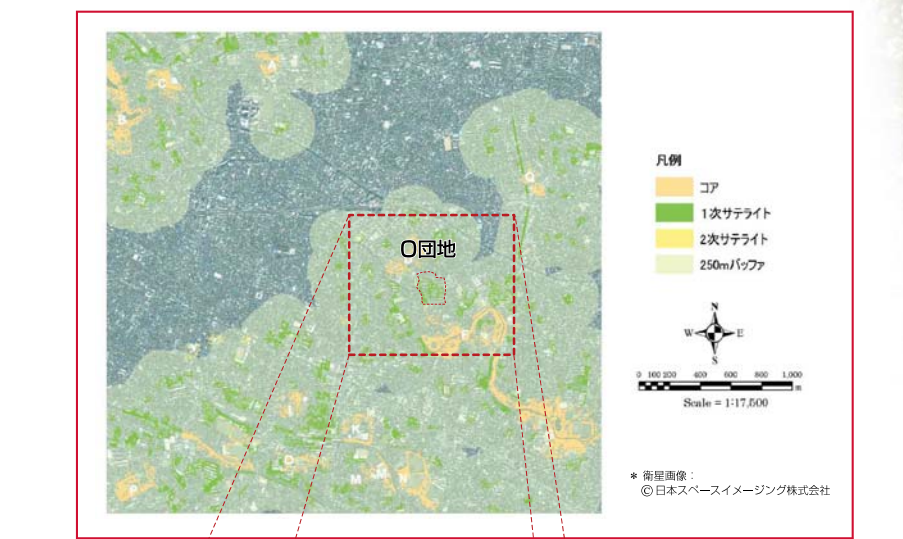 A
C
B
G
O団地
E
I
K
M
L
P
M
N
凡例
コア
1次サテライト
2次サテライト
250mバッファ
N
W
E
S
0 100 200 400 600 800 1,000
m
Scale = 1:17,500
* 衛星画像：
Ⓒ日本スペースイメージング株式会社